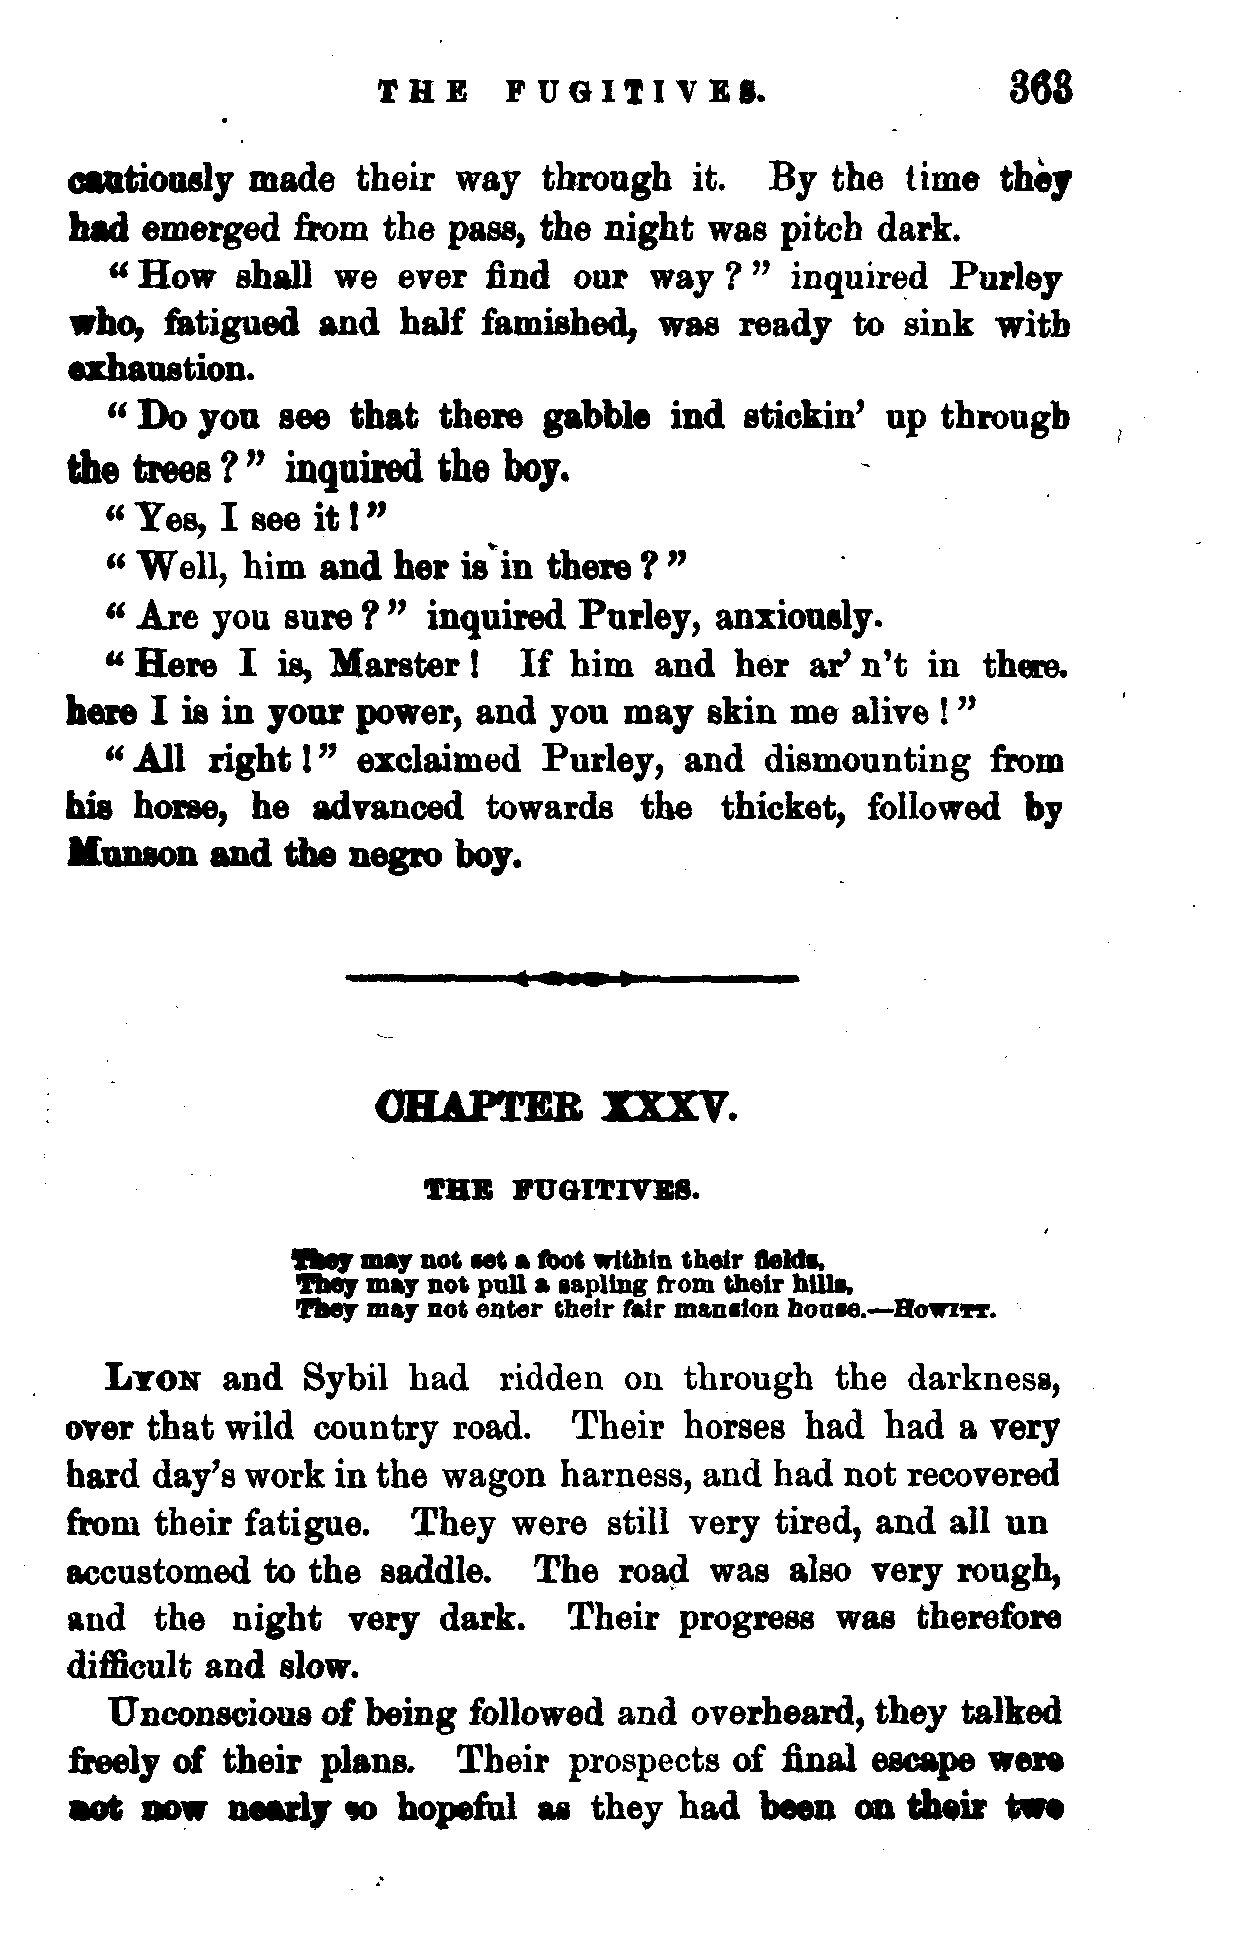 THE FUGITIVES. 363
cautiously made their way through it. By the time they
had emerged from the pass, the night was pitch dark.
“How shall we ever find our way?” inquired Purley
who, fatigued and half famished, was ready to sink with
exhaustion.
“Do you see that there gabble ind stickin’ up through
the trees?” inquired the boy.
“Yes, I see it!”
“Well, him and her is in there?”
“Are you sure?” inquired Purley, anxiously.
“Here I is, Marster! If him and her ar’n’t in there.
here I is in your power, and you may skin me alive!”
“All right!” exclaimed Purley, and dismounting from
his horse, he advanced towards the thicket, followed by
Munson and the negro boy.
CHAPTER XXXV.
THE FUGITIVES.
They may not set a foot within their fields,
They may not pull a sapling from their hills,
They may not enter their fair mansion house.—HOWITT.
LYON and Sybil had ridden on through the darkness,
over that wild country road. Their horses had had a very
hard day’s work in the wagon harness, and had not recovered
from their fatigue. They were still very tired, and all un
accustomed to the saddle. The road was also very rough,
and the night very dark. Their progress was therefore
difficult and slow.
Unconscious of being followed and overheard, they talked
freely of their plans. Their prospects of final escape were
not now nearly so hopeful as they had been on their two